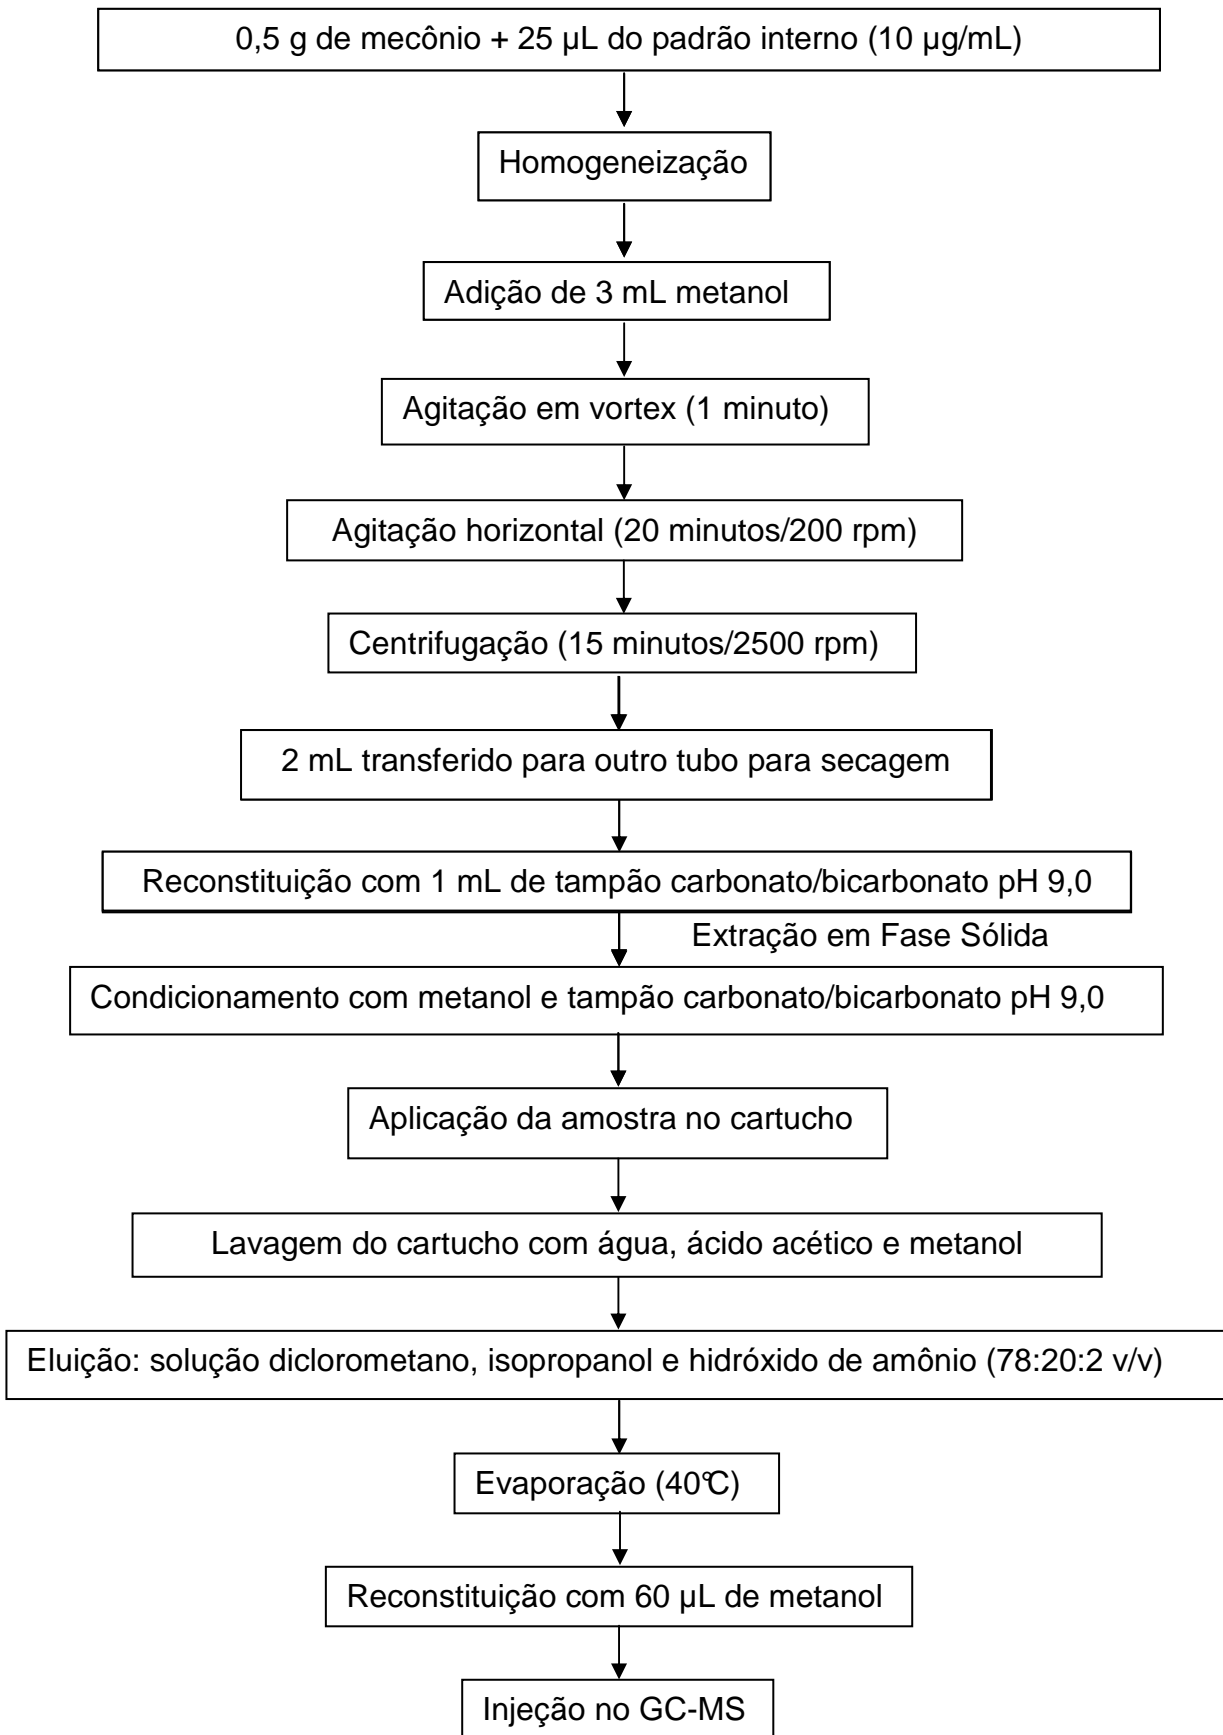 0,5 g de mecônio + 25 µL do padrão interno (10 µg/mL)
Homogeneização
Adição de 3 mL metanol
Agitação em vortex (1 minuto)
Agitação horizontal (20 minutos/200 rpm)
Centrifugação (15 minutos/2500 rpm)
2 mL transferido para outro tubo para secagem
Reconstituição com 1 mL de tampão carbonato/bicarbonato pH 9,0
Extração em Fase Sólida
Condicionamento com metanol e tampão carbonato/bicarbonato pH 9,0
Aplicação da amostra no cartucho
Lavagem do cartucho com água, ácido acético e metanol
Eluição: solução diclorometano, isopropanol e hidróxido de amônio (78:20:2 v/v)
Evaporação (40°C)
Reconstituição com 60 µL de metanol
Injeção no GC-MS